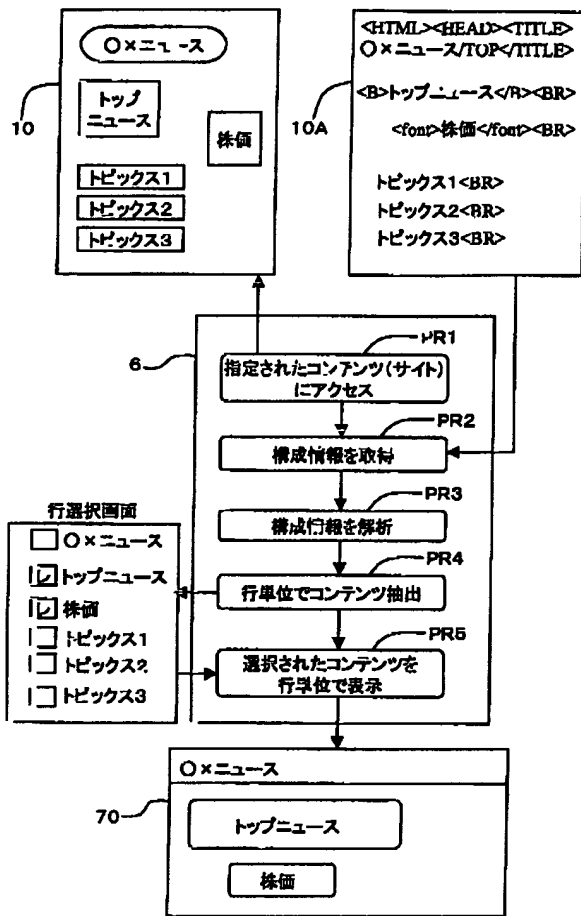 ○×ニュース
トップ
ニュース
株価
トピックス1
トピックス2
トピックス3
10
<HTML><HEAD><TITLE>
○×ニュース/TOP</TITLE>
<B>トップニュース</B><BR>
<font>株価</font><BR>
トピックス1<BR>
トピックス2<BR>
トピックス3<BR>
10A
6
PR1
指定されたコンテンツ(サイト)
にアクセス
PR2
構成情報を取得
PR3
構成情報を解析
PR4
行単位でコンテンツ抽出
PR5
選択されたコンテンツを
行単位で表示
行選択画面
○×ニュース
トップニュース
株価
トピックス1
トピックス2
トピックス3
70
○×ニュース
トップニュース
株価